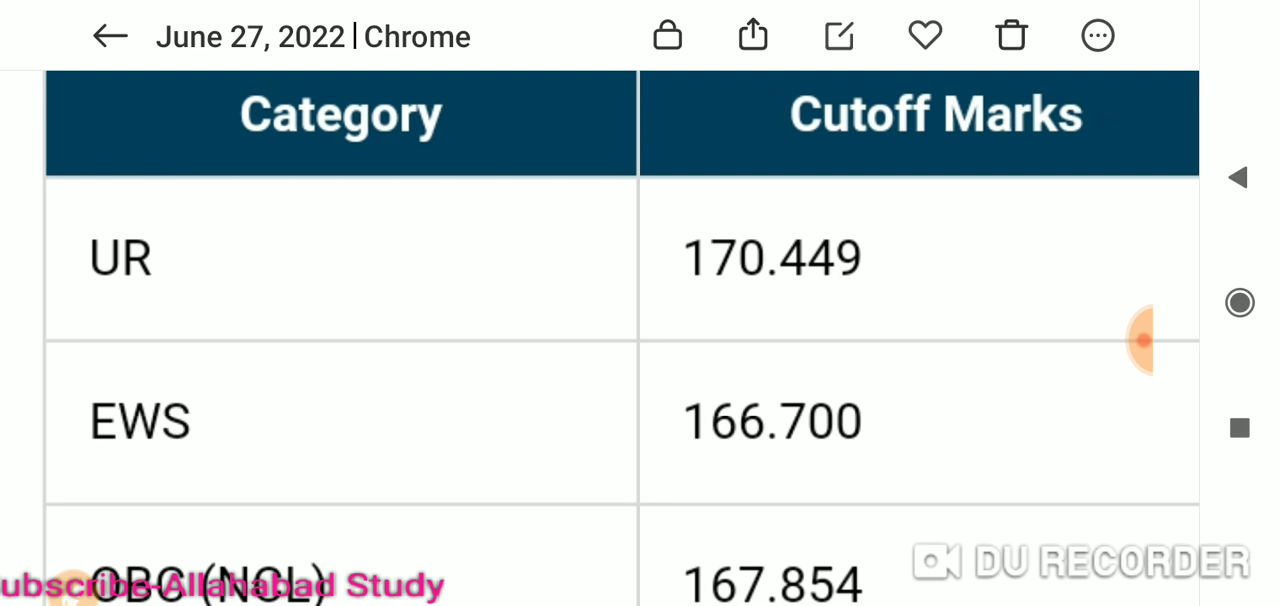 June 27, 2022 | Chrome
Category Cutoff Marks
UR 170.449
EWS 166.700
OBC (NCL) 167.854
ubscribe-Allahabad Study
DU RECORDER